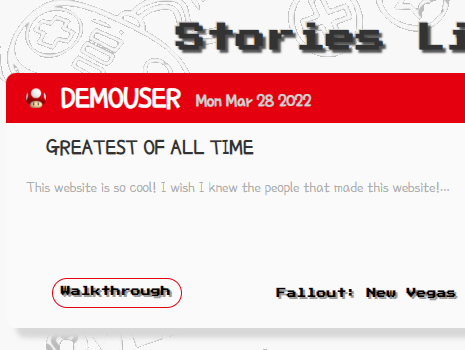 Stories Li
DEMOUSER Mon Mar 28 2022
GREATEST OF ALL TIME
This website is so cool! I wish I knew the people that made this website!...
Walkthrough Fallout: New Vegas